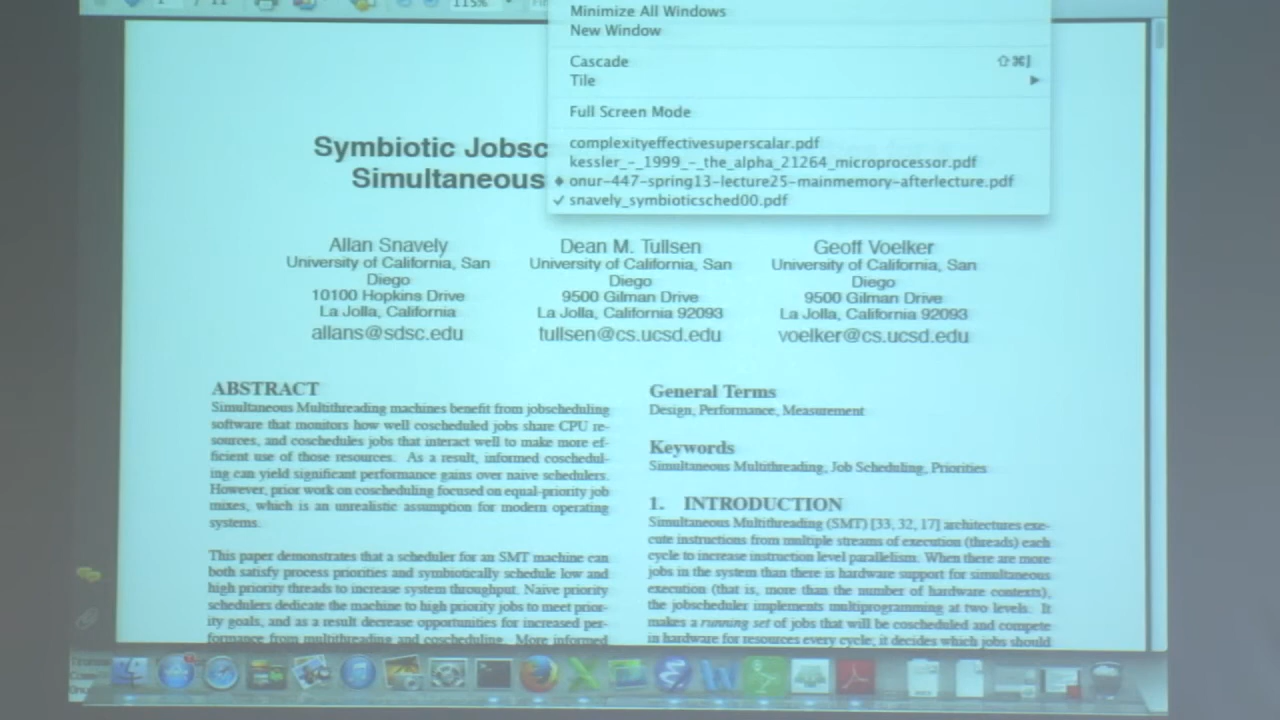 115%
Minimize All Windows
New Window
Cascade ⇧⌘J
Tile ▶
Full Screen Mode
complexityeffectivesuperscalar.pdf
kessler_-_1999_-_the_alpha_21264_microprocessor.pdf
♦ onur-447-spring13-lecture25-mainmemory-afterlecture.pdf
✓ snavely_symbioticsched00.pdf
Symbiotic Jobsc
Simultaneous
Allan Snavely
University of California, San
Diego
10100 Hopkins Drive
La Jolla, California
allans@sdsc.edu
Dean M. Tullsen
University of California, San
Diego
9500 Gilman Drive
La Jolla, California 92093
tullsen@cs.ucsd.edu
Geoff Voelker
University of California, San
Diego
9500 Gilman Drive
La Jolla, California 92093
voelker@cs.ucsd.edu
ABSTRACT
Simultaneous Multithreading machines benefit from jobscheduling
software that monitors how well coscheduled jobs share CPU re-
sources, and coschedules jobs that interact well to make more ef-
ficient use of those resources. As a result, informed coschedul-
ing can yield significant performance gains over naive schedulers.
However, prior work on coscheduling focused on equal-priority job
mixes, which is an unrealistic assumption for modern operating
systems.
This paper demonstrates that a scheduler for an SMT machine can
both satisfy process priorities and symbiotically schedule low and
high priority threads to increase system throughput. Naive priority
schedulers dedicate the machine to high priority jobs to meet prior-
ity goals, and as a result decrease opportunities for increased per-
formance from multithreading and coscheduling. More informed
General Terms
Design, Performance, Measurement
Keywords
Simultaneous Multithreading, Job Scheduling, Priorities
1. INTRODUCTION
Simultaneous Multithreading (SMT) [33, 32, 17] architectures exe-
cute instructions from multiple streams of execution (threads) each
cycle to increase instruction level parallelism. When there are more
jobs in the system than there is hardware support for simultaneous
execution (that is, more than the number of hardware contexts),
the jobscheduler implements multiprogramming at two levels. It
makes a running set of jobs that will be coscheduled and compete
in hardware for resources every cycle; it decides which jobs should